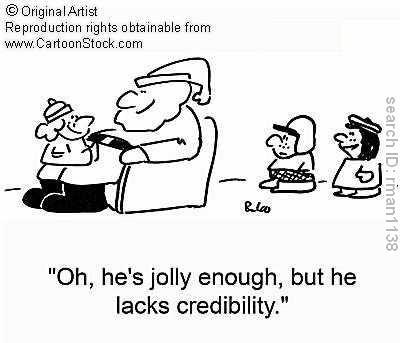 © Original Artist
Reproduction rights obtainable from
www.CartoonStock.com
search ID: rman1138
"Oh, he's jolly enough, but he
lacks credibility."